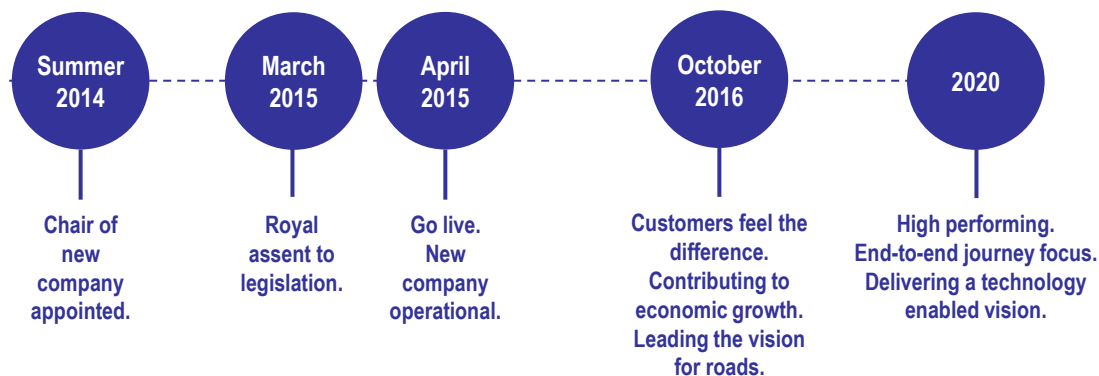 Summer
2014
March
2015
April
2015
October
2016
2020
Chair of
new
company
appointed.
Royal
assent to
legislation.
Go live.
New
company
operational.
Customers feel the
difference.
Contributing to
economic growth.
Leading the vision
for roads.
High performing.
End-to-end journey focus.
Delivering a technology
enabled vision.